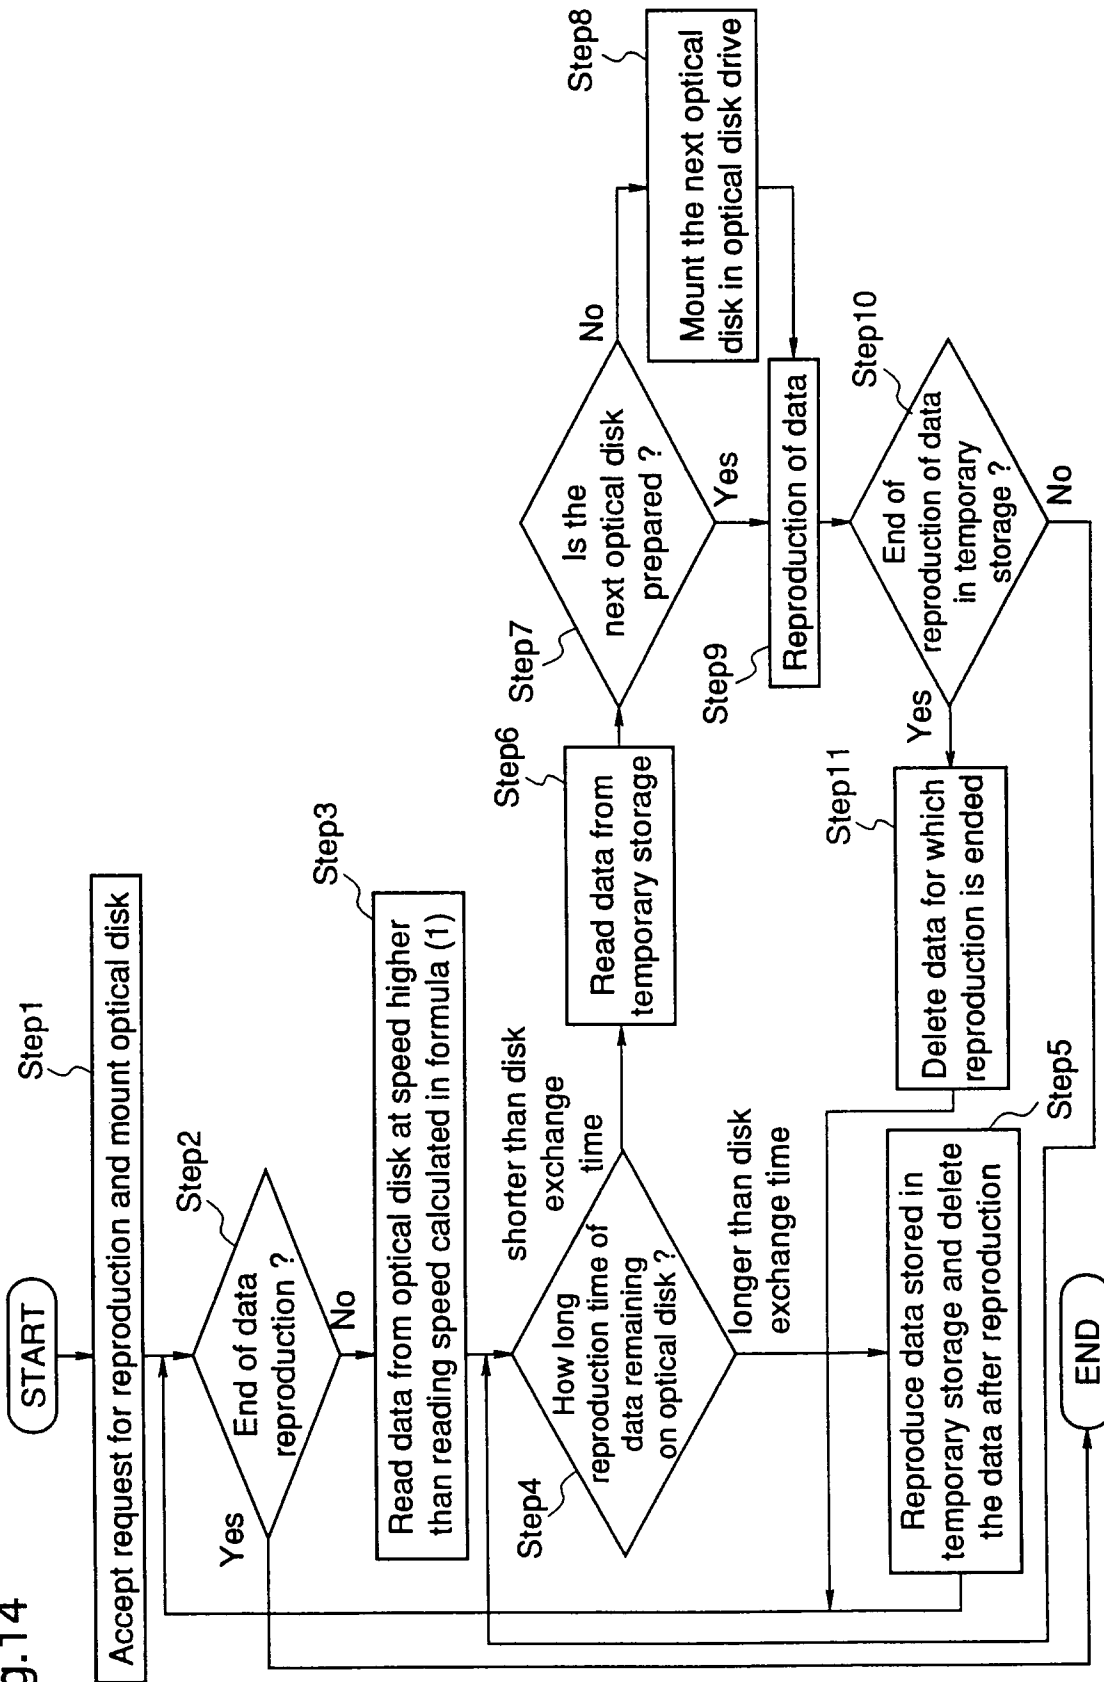 g.14
START
Step1
Accept request for reproduction and mount optical disk
Step2
End of data
reproduction ?
Yes
No
Step3
Read data from optical disk at speed higher
than reading speed calculated in formula (1)
Step4
How long
reproduction time of
data remaining
on optical disk ?
shorter than disk
exchange
time
longer than disk
exchange time
Step5
Reproduce data stored in
temporary storage and delete
the data after reproduction
END
Step6
Read data from
temporary storage
Step7
Is the
next optical disk
prepared ?
No
Yes
Step8
Mount the next optical
disk in optical disk drive
Step9
Reproduction of data
Step10
End of
reproduction of data
in temporary
storage ?
Yes
No
Step11
Delete data for which
reproduction is ended